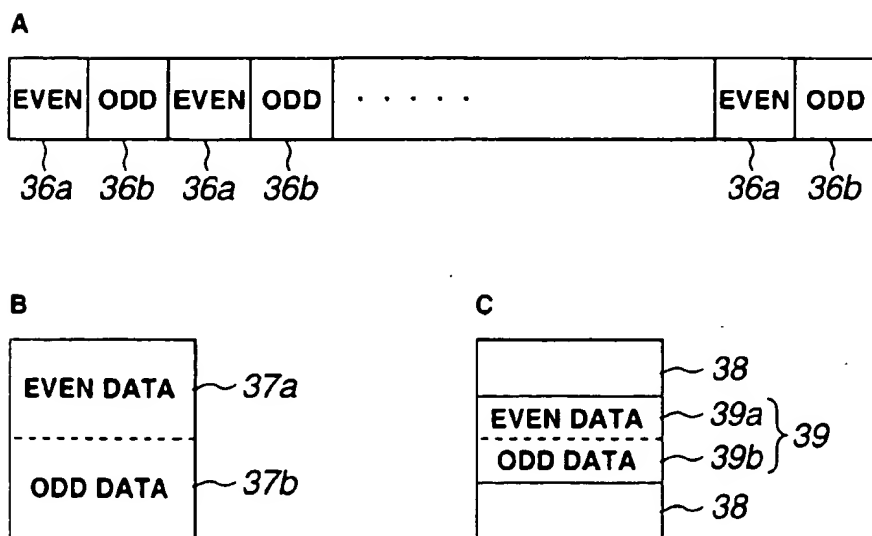 A
EVEN ODD EVEN ODD . . . . . EVEN ODD
36a 36b 36a 36b 36a 36b
B
EVEN DATA 37a
ODD DATA 37b
C
38
EVEN DATA 39a
39
ODD DATA 39b
38